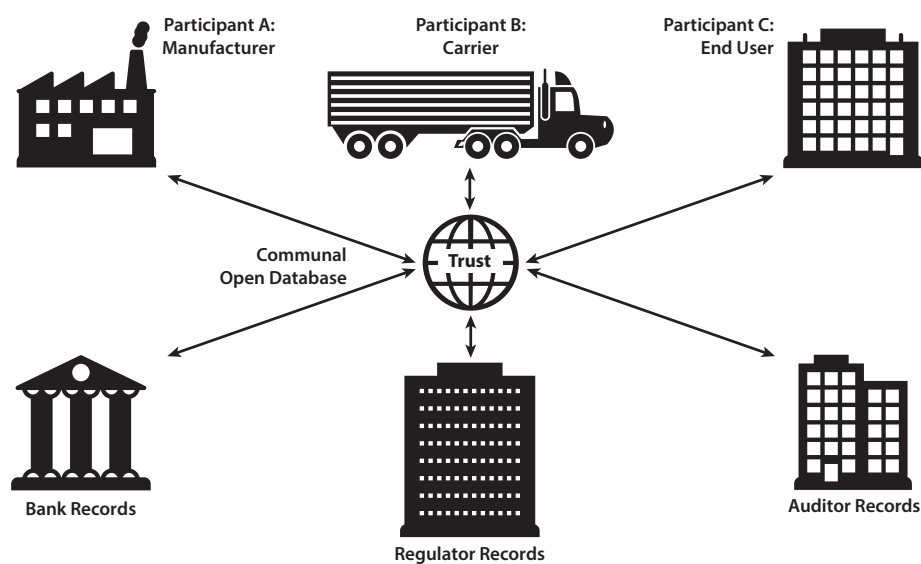 Participant A:
Manufacturer
Participant B:
Carrier
Participant C:
End User
Communal
Open Database
Trust
Bank Records
Regulator Records
Auditor Records